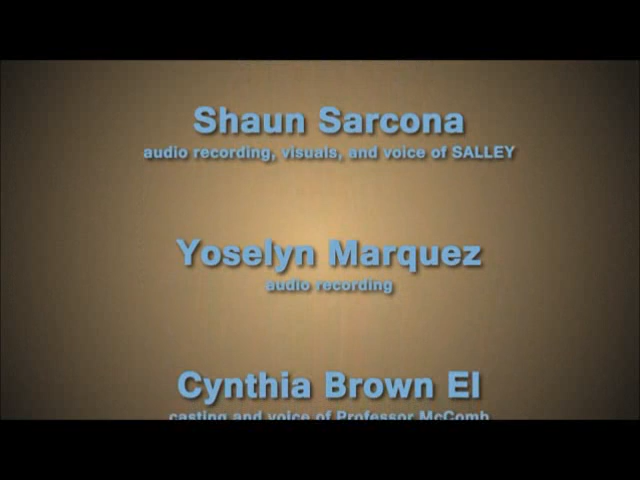 Shaun Sarcona
audio recording, visuals, and voice of SALLEY
Yoselyn Marquez
audio recording
Cynthia Brown El
casting and voice of Professor McComb